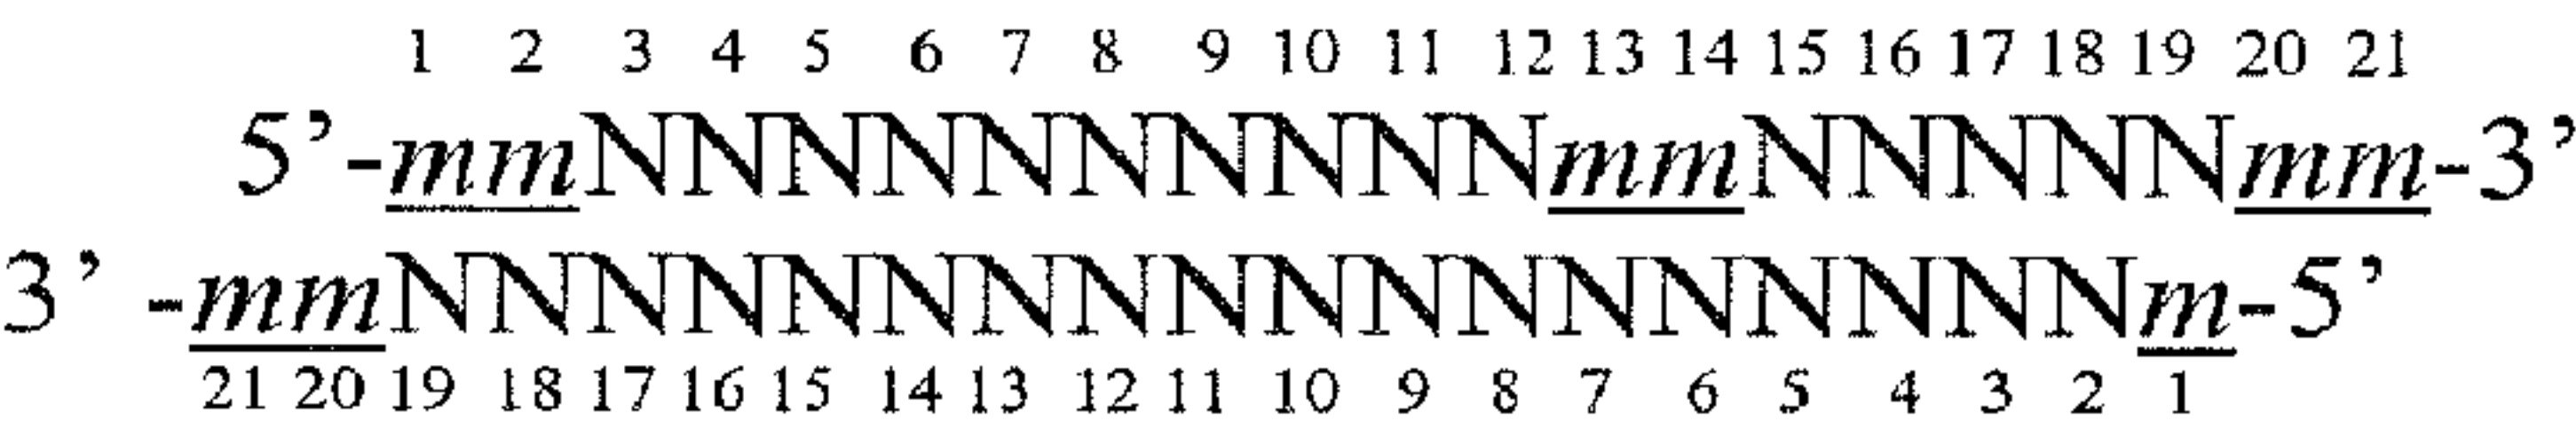 1 2 3 4 5 6 7 8 9 10 11 12 13 14 15 16 17 18 19 20 21
5’-mmNNNNNNNNNNmmNNNNNmm-3’
3’ -mmNNNNNNNNNNNNNNNNNNm-5’
21 20 19 18 17 16 15 14 13 12 11 10 9 8 7 6 5 4 3 2 1